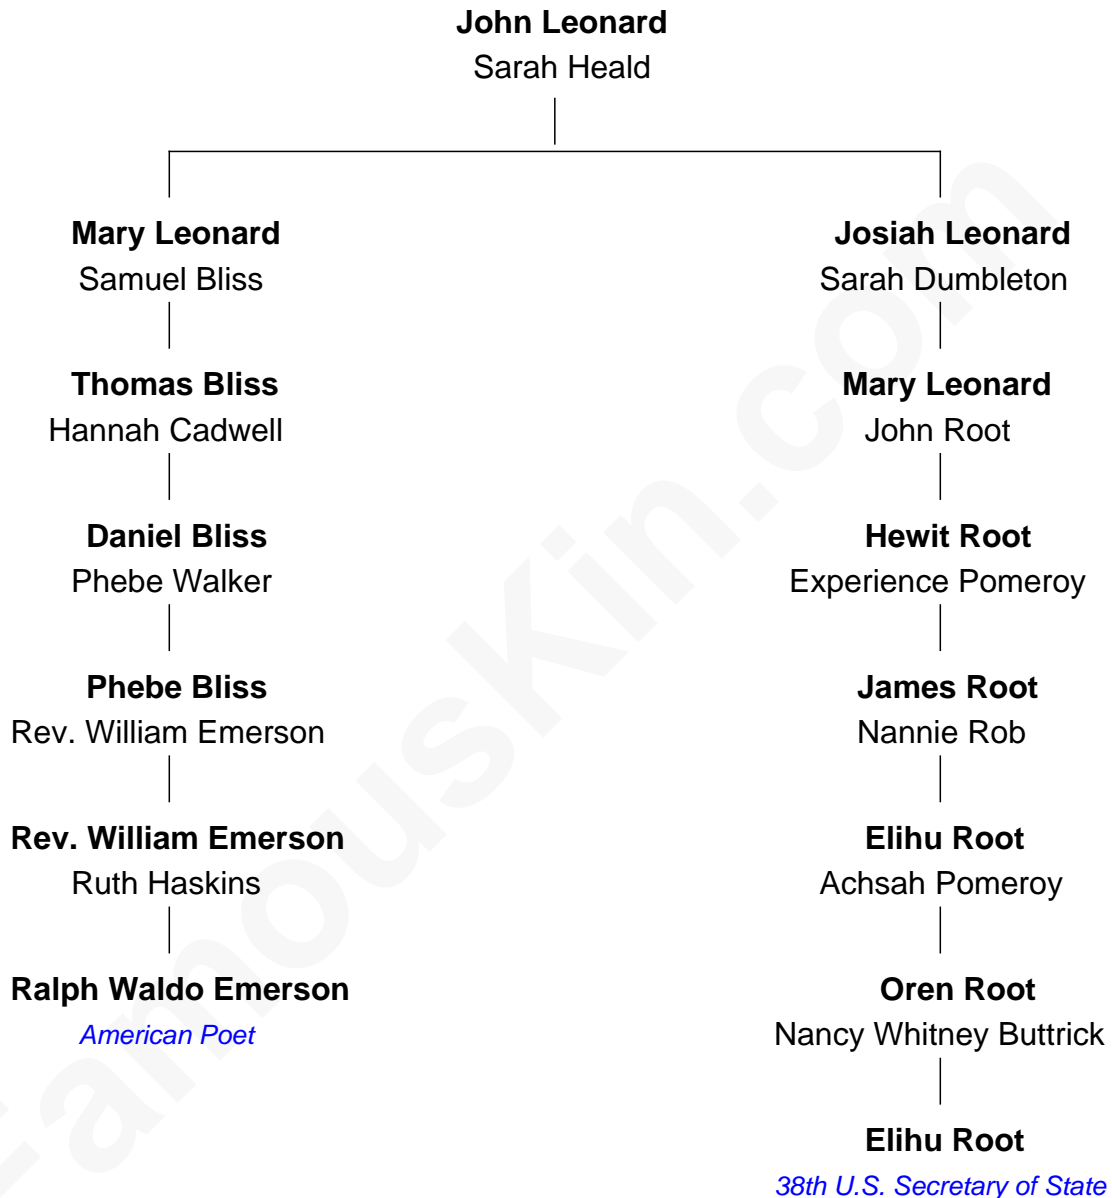 John Leonard
Sarah Heald
Mary Leonard
Samuel Bliss
Josiah Leonard
Sarah Dumbleton
Thomas Bliss
Hannah Cadwell
Mary Leonard
John Root
Daniel Bliss
Phebe Walker
Hewit Root
Experience Pomeroy
Phebe Bliss
Rev. William Emerson
James Root
Nannie Rob
Rev. William Emerson
Ruth Haskins
Elihu Root
Achsah Pomeroy
Ralph Waldo Emerson
American Poet
Oren Root
Nancy Whitney Buttrick
Elihu Root
38th U.S. Secretary of State
FamousKin.com